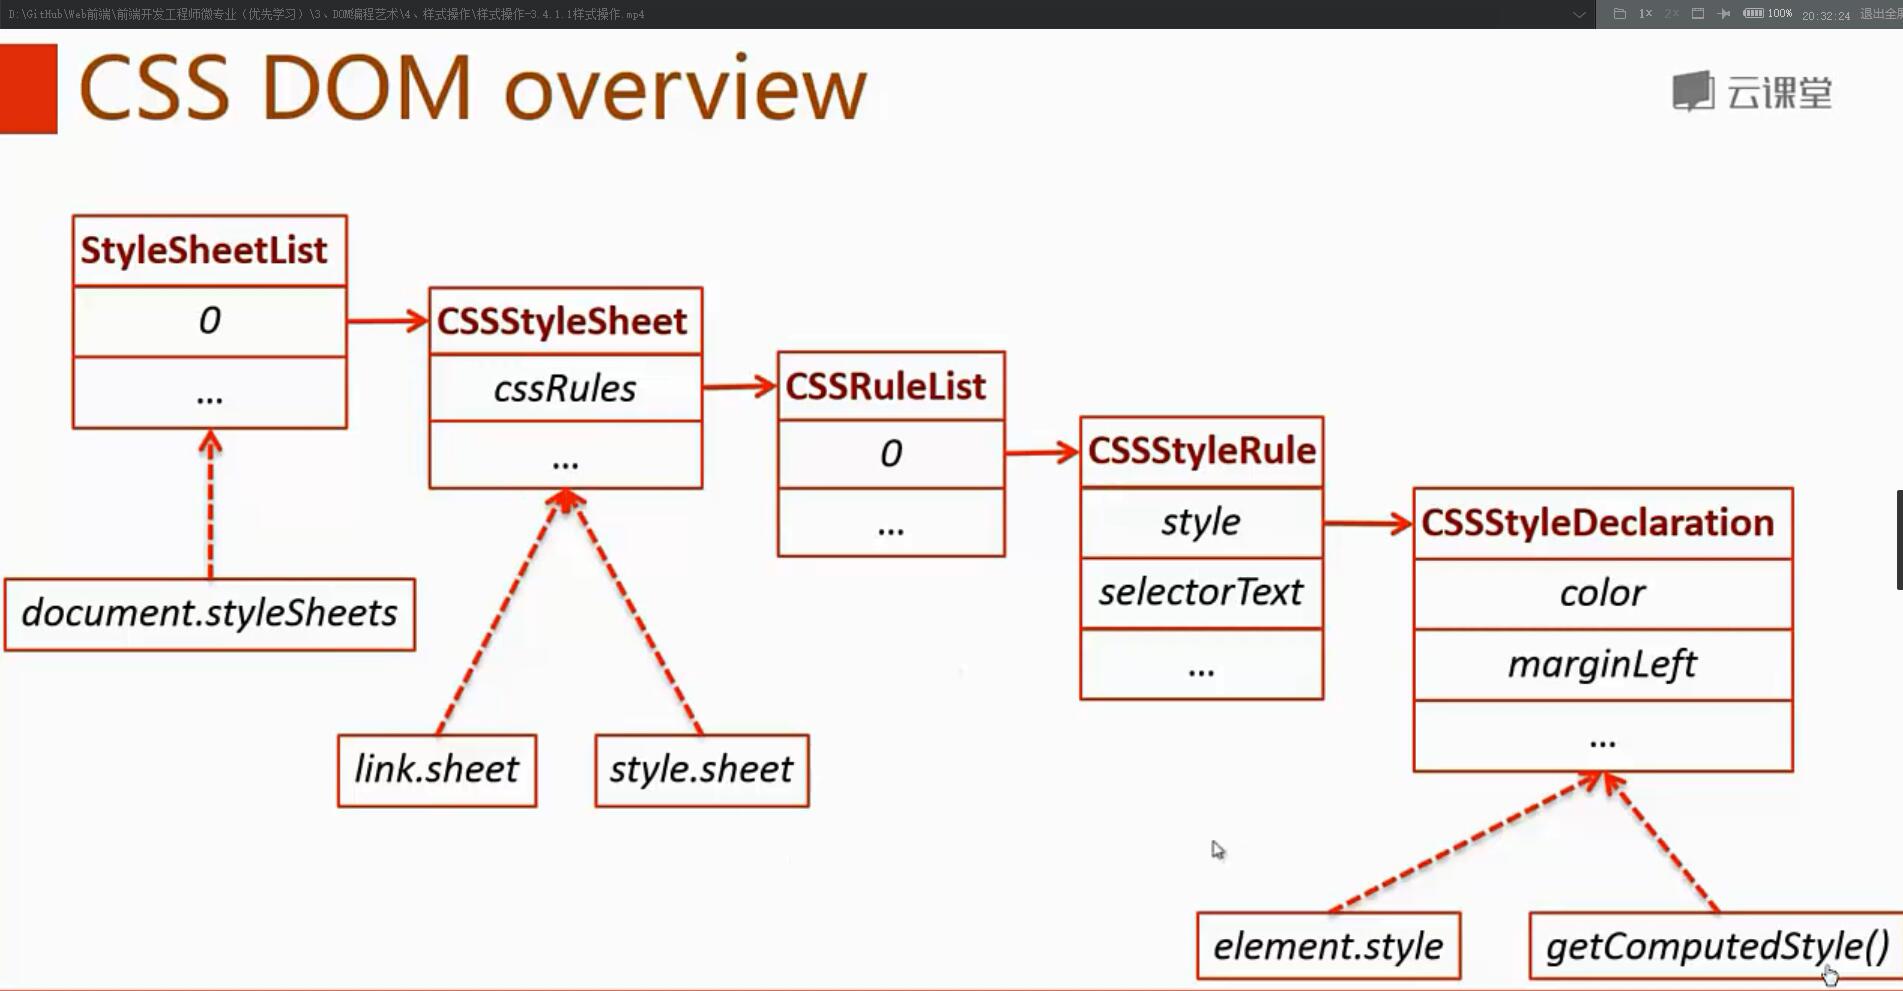 D:\GitHub\Web前端\前端开发工程师微专业（优先学习）\3、DOM编程艺术\4、样式操作\样式操作-3.4.1.1样式操作.mp4
1×
2×
100%
20:32:24
退出全
CSS DOM overview
云课堂
StyleSheetList
0
...
document.styleSheets
CSSStyleSheet
cssRules
...
link.sheet
style.sheet
CSSRuleList
0
...
CSSStyleRule
style
selectorText
...
CSSStyleDeclaration
color
marginLeft
...
element.style
getComputedStyle()